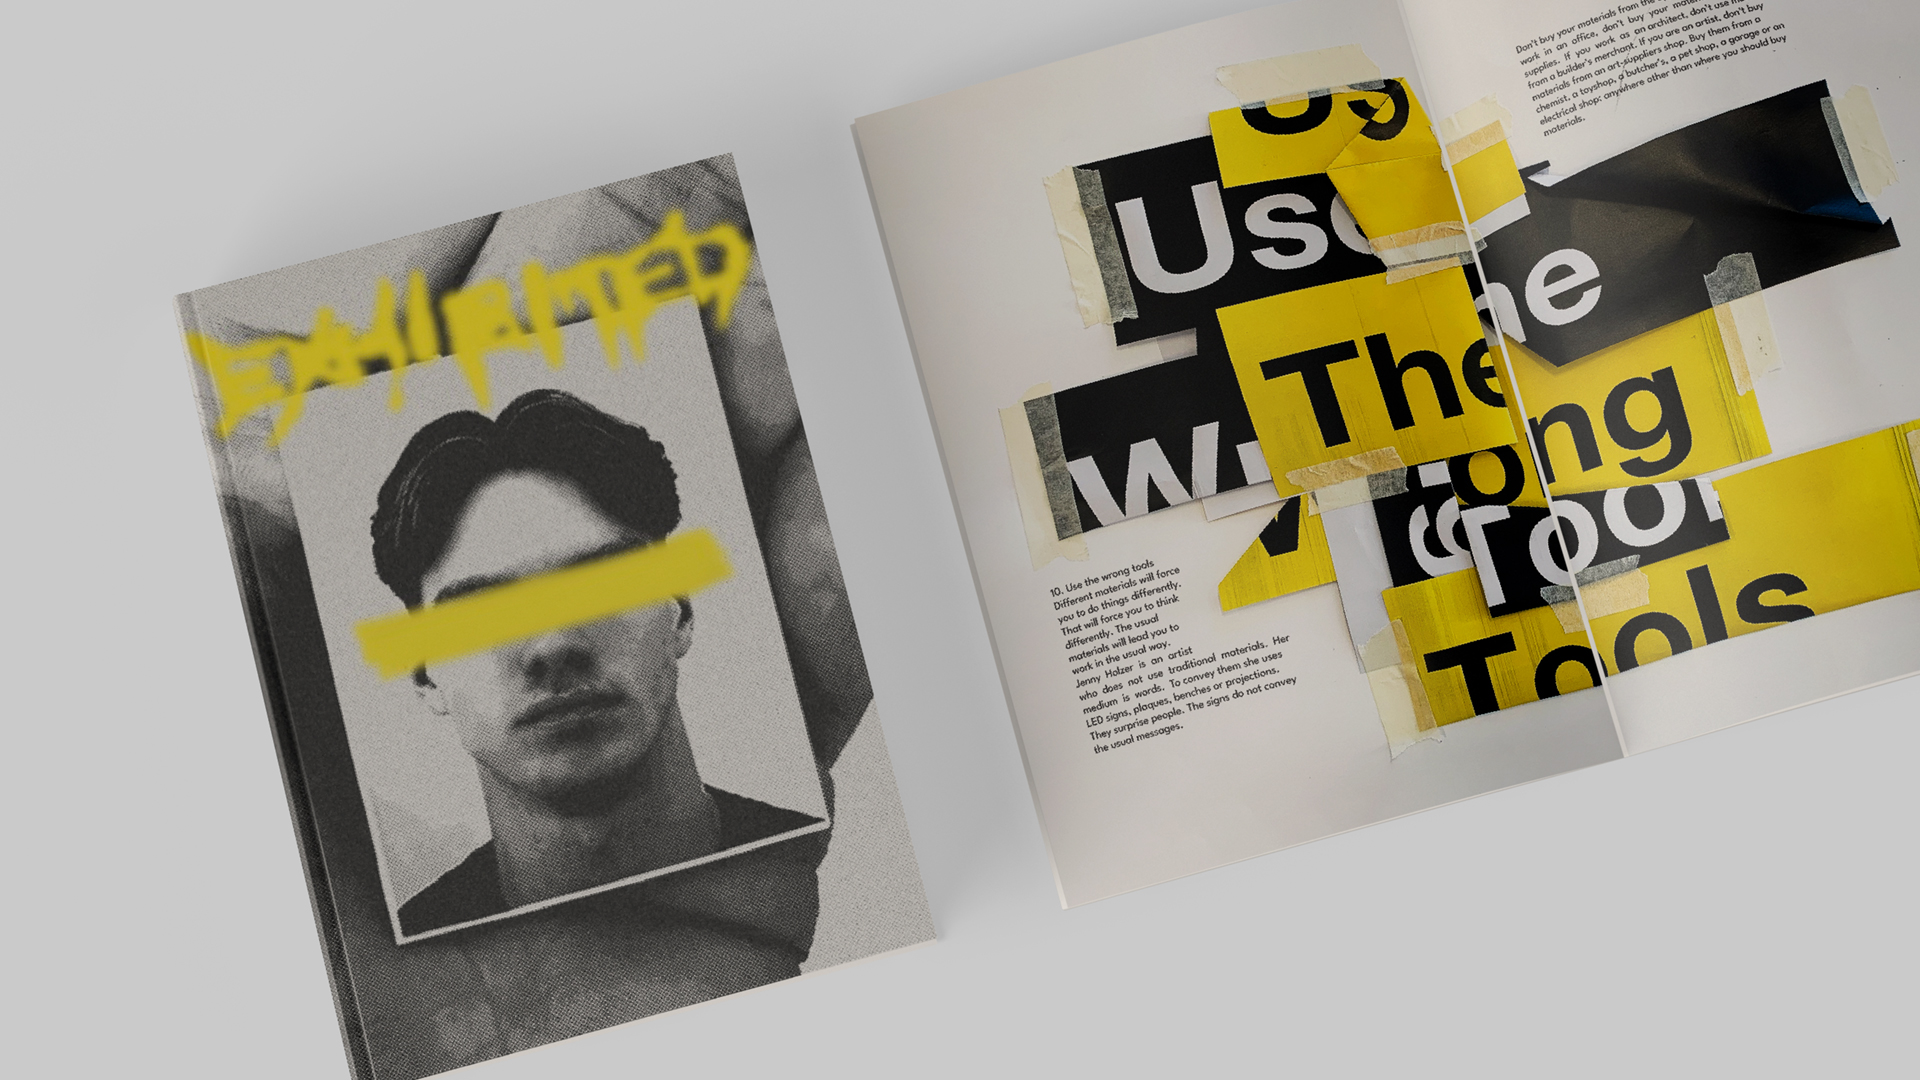 Use
The
ong
Tool
Tools
10. Use the wrong tools
Different materials will force
you to do things differently.
That will force you to think
differently. The usual
materials will lead you to
work in the usual way.
Jenny Holzer is an artist
who does not use traditional materials. Her
medium is words. To convey them she uses
LED signs, plaques, benches or projections.
They surprise people. The signs do not convey
the usual messages.
Don't buy your materials from the
work in an office, don't buy your
supplies. If you work as an architect, don't use
from a builder's merchant. If you are an artist, don't buy
materials from an art-suppliers shop. Buy them from a
chemist, a toyshop, a butcher's, a pet shop, a garage or an
electrical shop: anywhere other than where you should buy
materials.